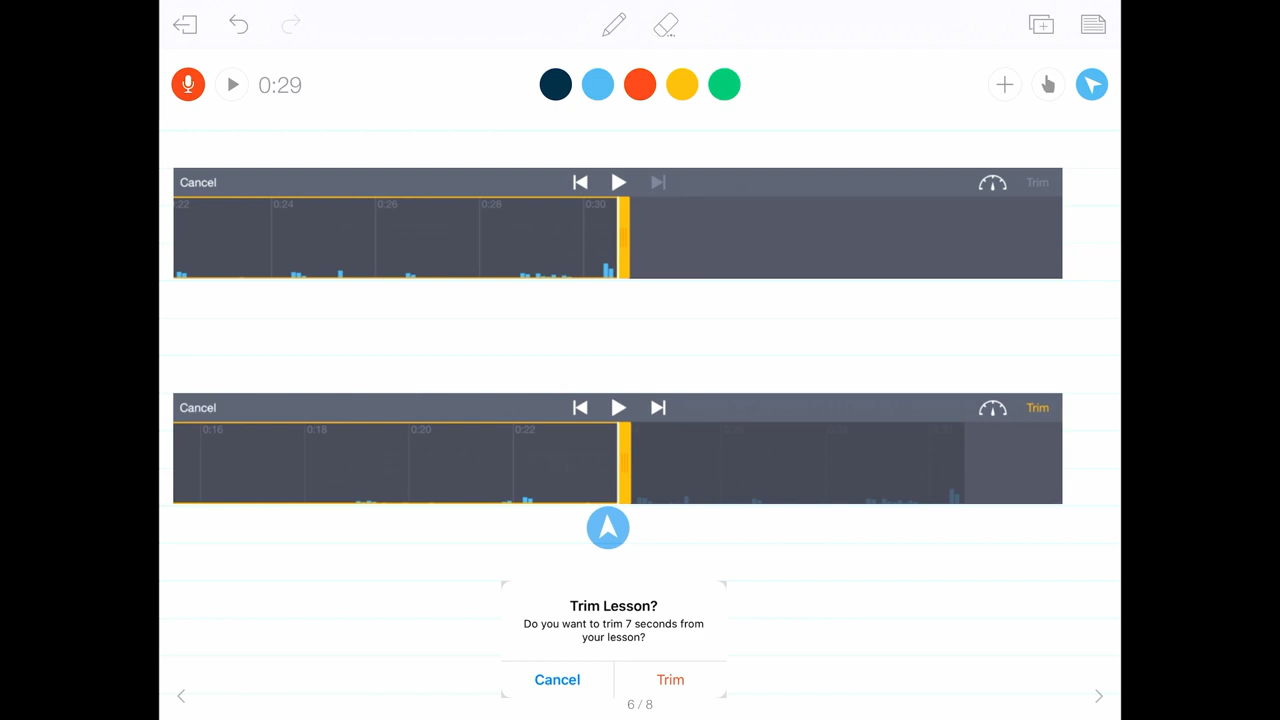 0:29
Cancel
Trim
:22 0:24 0:26 0:28 0:30
Cancel
Trim
0:16 0:18 0:20 0:22
Trim Lesson?
Do you want to trim 7 seconds from
your lesson?
Cancel
Trim
6 / 8